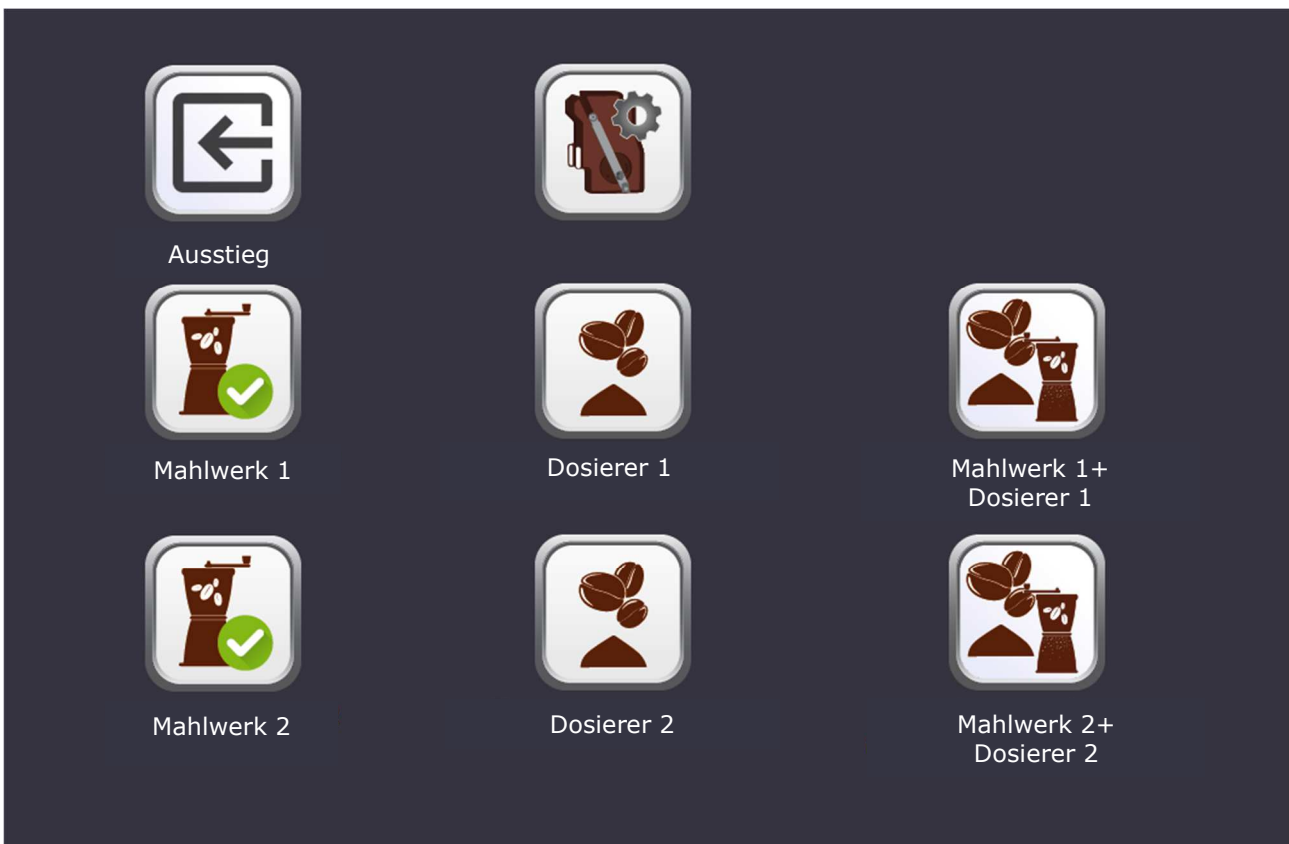 Ausstieg
Mahlwerk 1
Dosierer 1
Mahlwerk 1+
Dosierer 1
Mahlwerk 2
Dosierer 2
Mahlwerk 2+
Dosierer 2